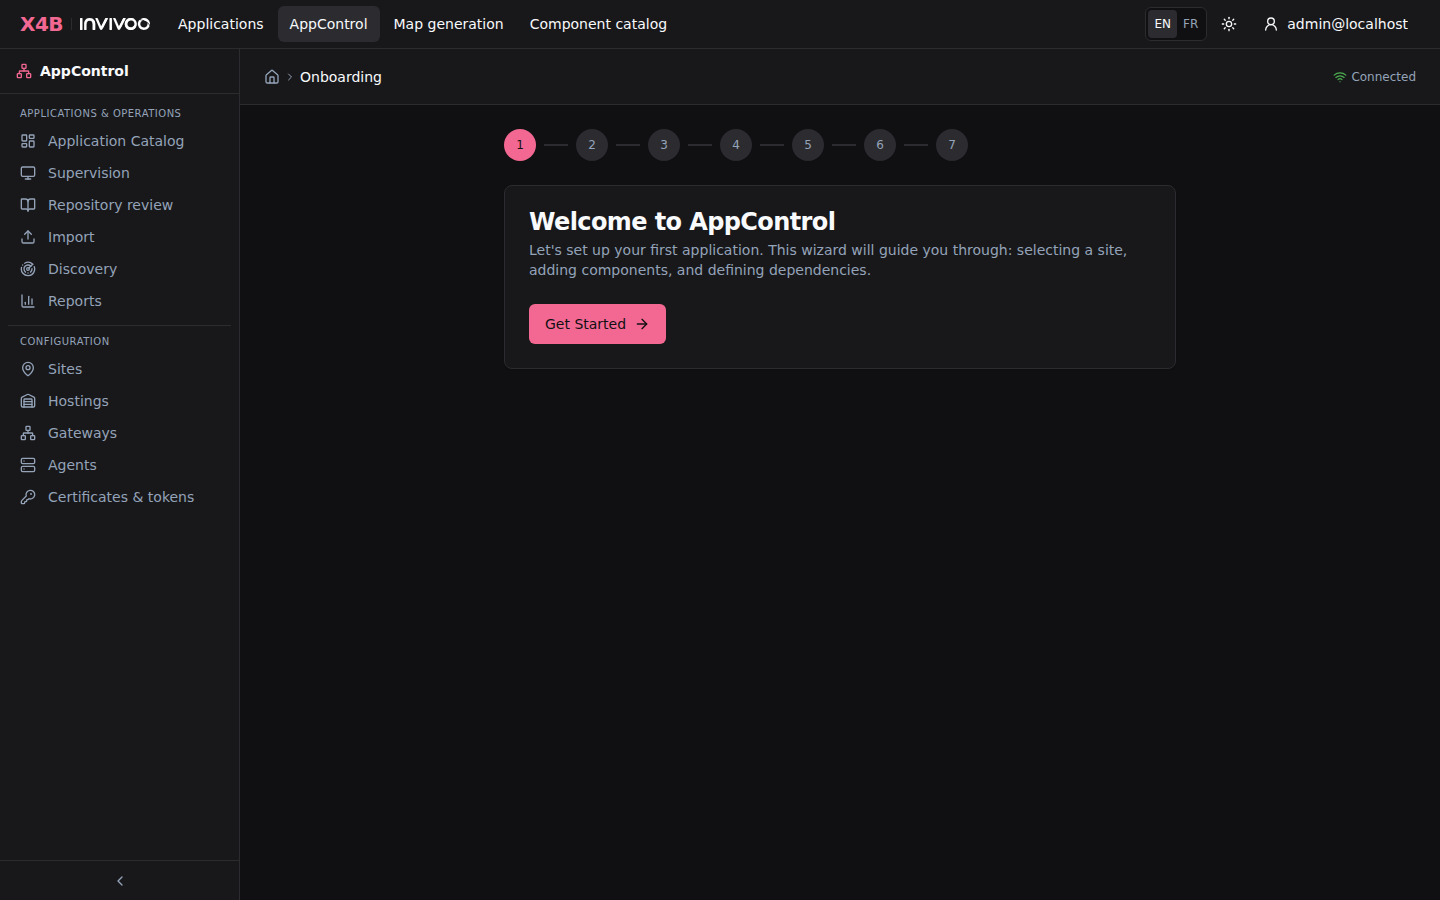 X4B INVIVOO Applications AppControl Map generation Component catalog EN FR admin@localhost
AppControl
Onboarding
Connected
APPLICATIONS & OPERATIONS
Application Catalog
Supervision
Repository review
Import
Discovery
Reports
CONFIGURATION
Sites
Hostings
Gateways
Agents
Certificates & tokens
1 2 3 4 5 6 7
Welcome to AppControl
Let's set up your first application. This wizard will guide you through: selecting a site,
adding components, and defining dependencies.
Get Started